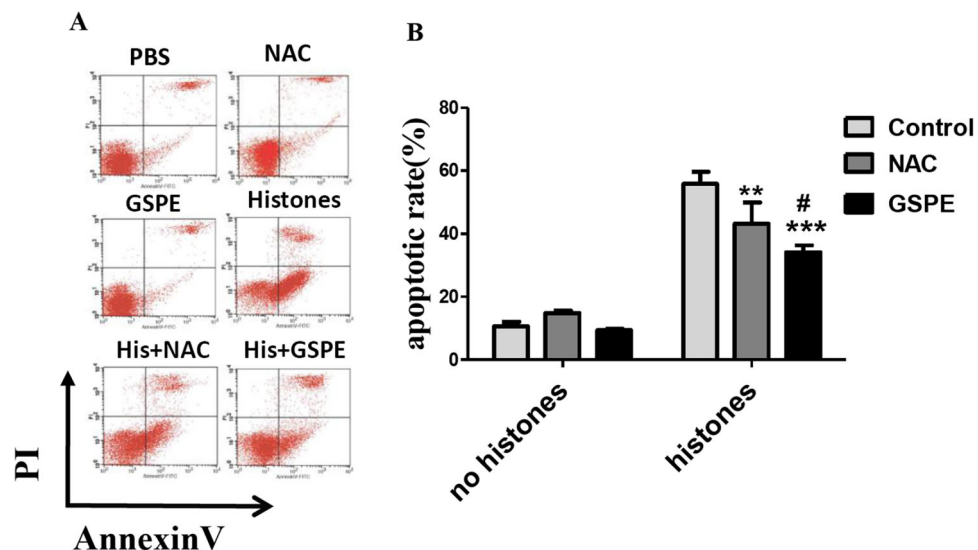 A
PBS NAC
GSPE Histones
His+NAC His+GSPE
PI
AnnexinV
B
apoptotic rate(%)
80
60
40
20
0
**
#
***
no histones
histones
Control
NAC
GSPE